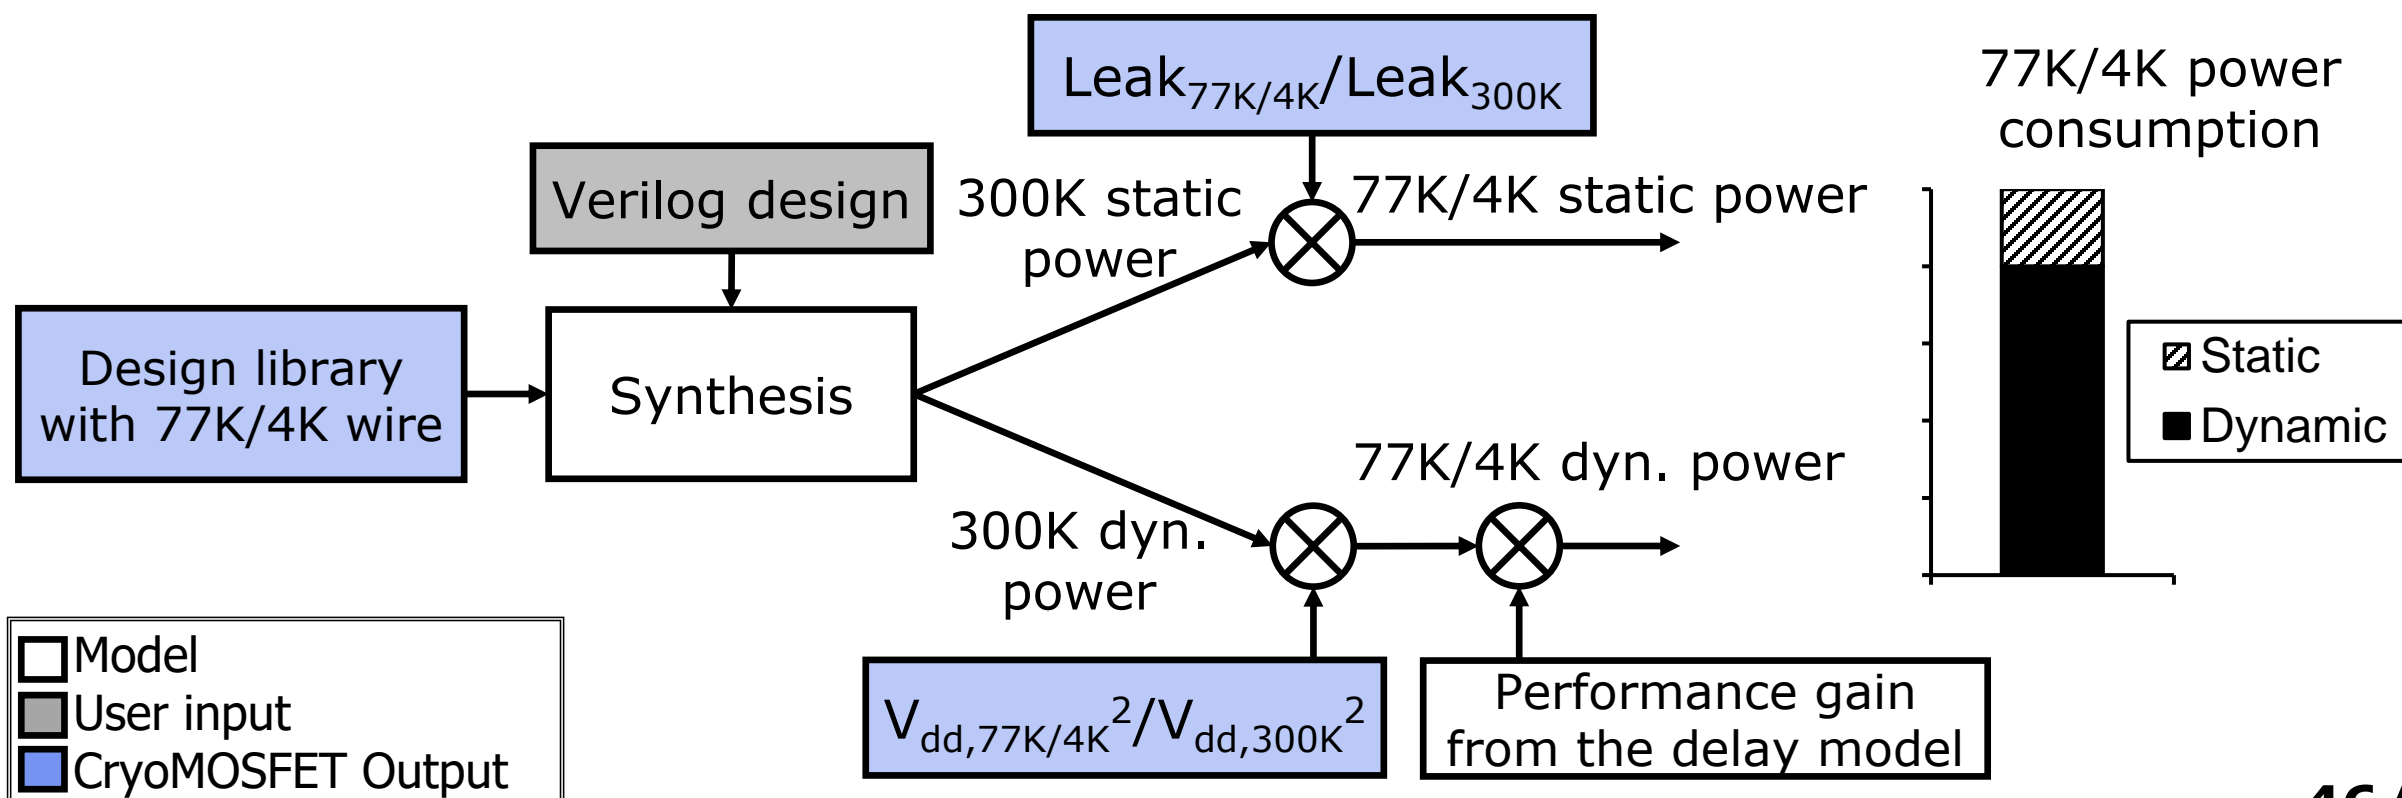 Leak77K/4K/Leak300K
77K/4K power
consumption
Verilog design
300K static
power
77K/4K static power
Design library
with 77K/4K wire
Synthesis
Static
Dynamic
77K/4K dyn. power
300K dyn.
power
Vdd,77K/4K²/Vdd,300K²
Performance gain
from the delay model
Model
User input
CryoMOSFET Output